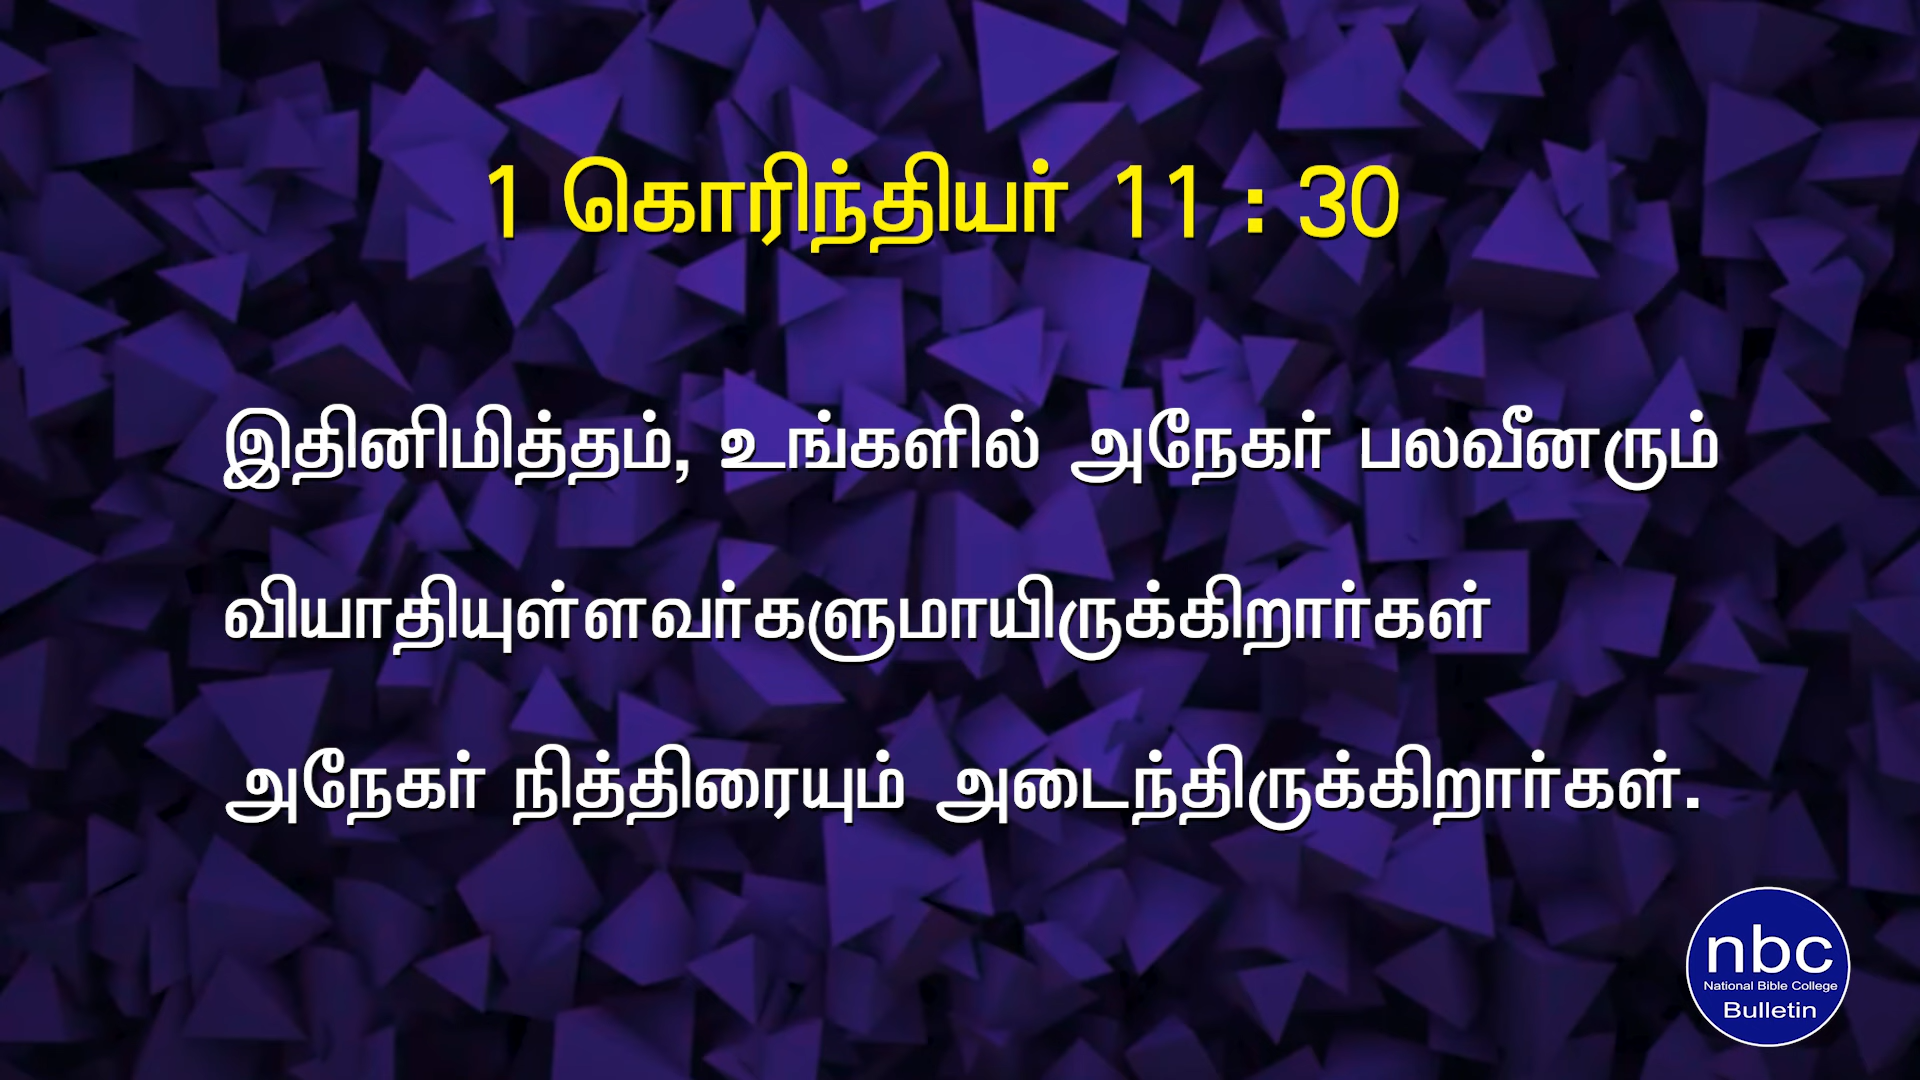 1 கொரிந்தியர் 11 : 30
இதினிமித்தம், உங்களில் அநேகர் பலவீனரும்
வியாதியுள்ளவர்களுமாயிருக்கிறார்கள்
அநேகர் நித்திரையும் அடைந்திருக்கிறார்கள்.
nbc
National Bible College
Bulletin